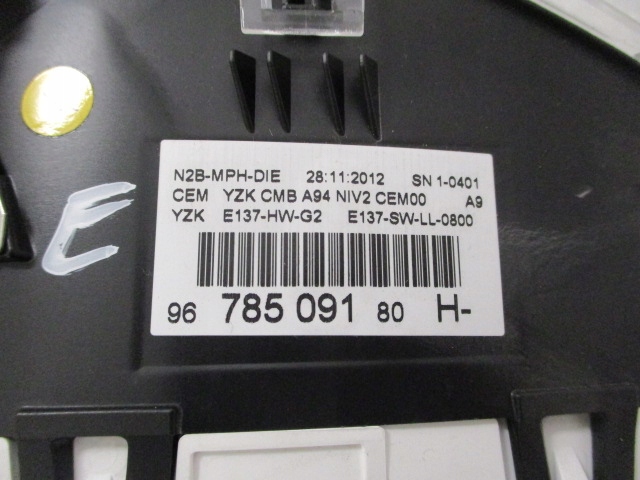 N2B-MPH-DIE 28:11:2012 SN 1-0401
CEM YZK CMB A94 NIV2 CEM00 A9
YZK E137-HW-G2 E137-SW-LL-0800
96 785 091 80 H-
E